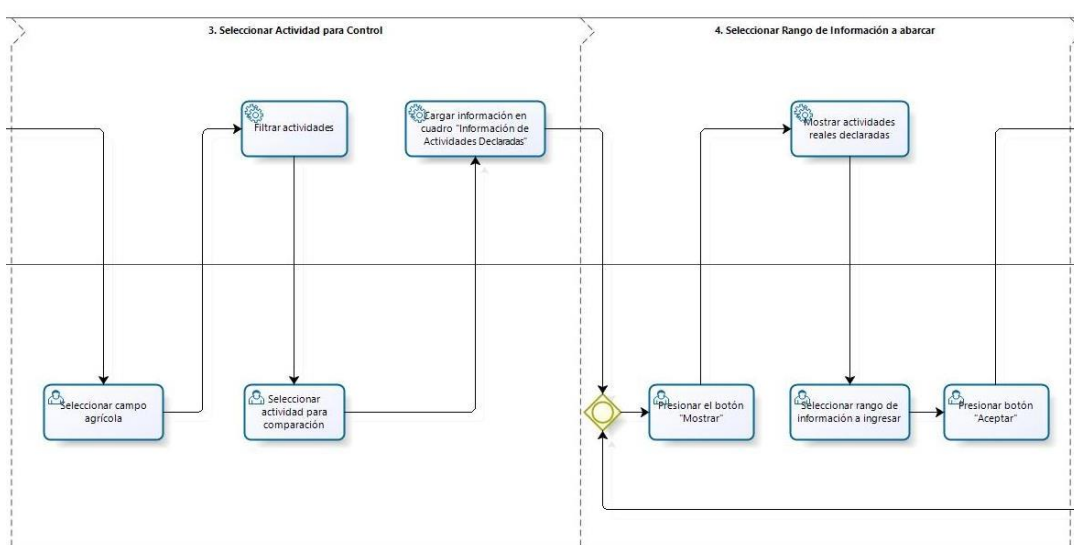 3. Seleccionar Actividad para Control
4. Seleccionar Rango de Información a abarcar
Filtrar actividades
Cargar información en
cuadro "Información de
Actividades Declaradas"
Mostrar actividades
reales declaradas
Seleccionar campo
agrícola
Seleccionar
actividad para
comparación
Presionar el botón
"Mostrar"
Seleccionar rango de
información a ingresar
Presionar botón
"Aceptar"